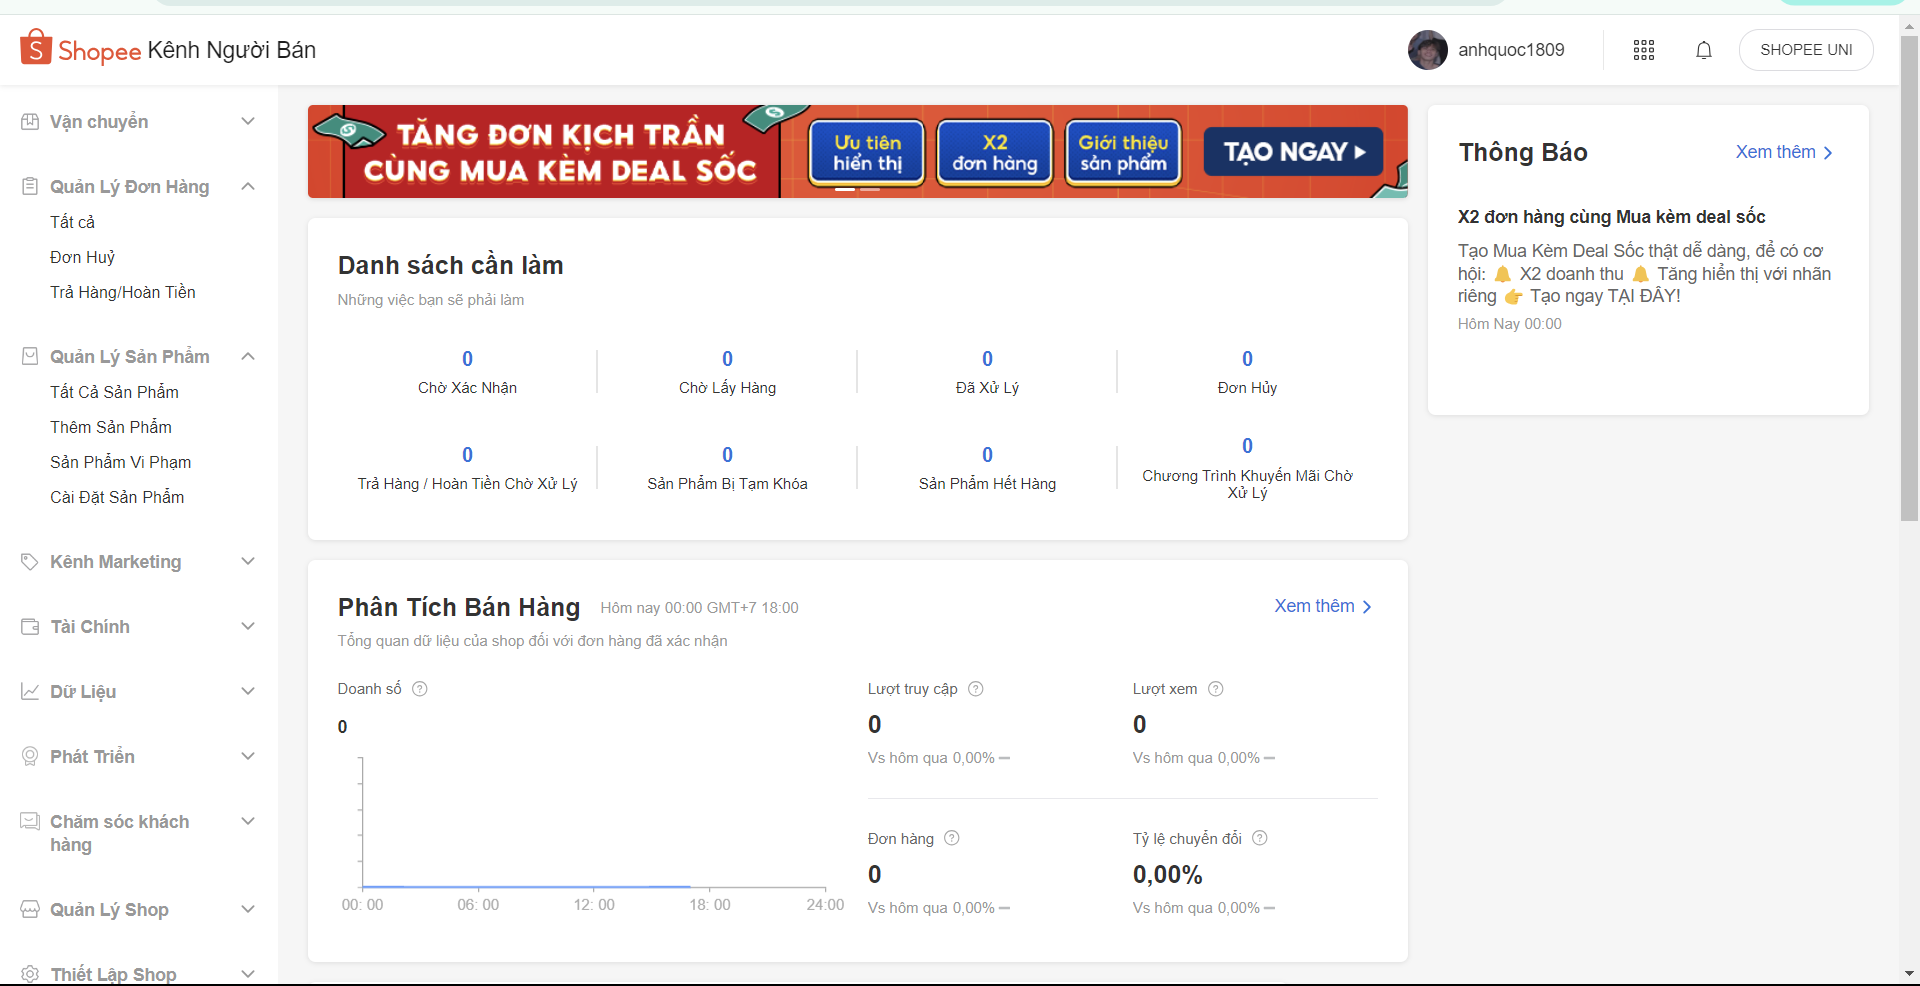 Shopee Kênh Người Bán
anhquoc1809
SHOPEE UNI
Vận chuyển
Quản Lý Đơn Hàng
Tất cả
Đơn Huỷ
Trả Hàng/Hoàn Tiền
Quản Lý Sản Phẩm
Tất Cả Sản Phẩm
Thêm Sản Phẩm
Sản Phẩm Vi Phạm
Cài Đặt Sản Phẩm
Kênh Marketing
Tài Chính
Dữ Liệu
Phát Triển
Chăm sóc khách
hàng
Quản Lý Shop
Thiết Lập Shop
TĂNG ĐƠN KỊCH TRẦN
CÙNG MUA KÈM DEAL SỐC
Ưu tiên
hiển thị
X2
đơn hàng
Giới thiệu
sản phẩm
TẠO NGAY
Danh sách cần làm
Những việc bạn sẽ phải làm
0
Chờ Xác Nhận
0
Chờ Lấy Hàng
0
Đã Xử Lý
0
Đơn Hủy
0
Trả Hàng / Hoàn Tiền Chờ Xử Lý
0
Sản Phẩm Bị Tạm Khóa
0
Sản Phẩm Hết Hàng
0
Chương Trình Khuyến Mãi Chờ
Xử Lý
Phân Tích Bán Hàng
Hôm nay 00:00 GMT+7 18:00
Xem thêm
Tổng quan dữ liệu của shop đối với đơn hàng đã xác nhận
Doanh số
0
00: 00
06: 00
12: 00
18: 00
24:00
Lượt truy cập
0
Vs hôm qua 0,00%
Lượt xem
0
Vs hôm qua 0,00%
Đơn hàng
0
Vs hôm qua 0,00%
Tỷ lệ chuyển đổi
0,00%
Vs hôm qua 0,00%
Thông Báo
Xem thêm
X2 đơn hàng cùng Mua kèm deal sốc
Tạo Mua Kèm Deal Sốc thật dễ dàng, để có cơ
hội: 🔔 X2 doanh thu 🔔 Tăng hiển thị với nhãn
riêng 👉 Tạo ngay TẠI ĐÂY!
Hôm Nay 00:00